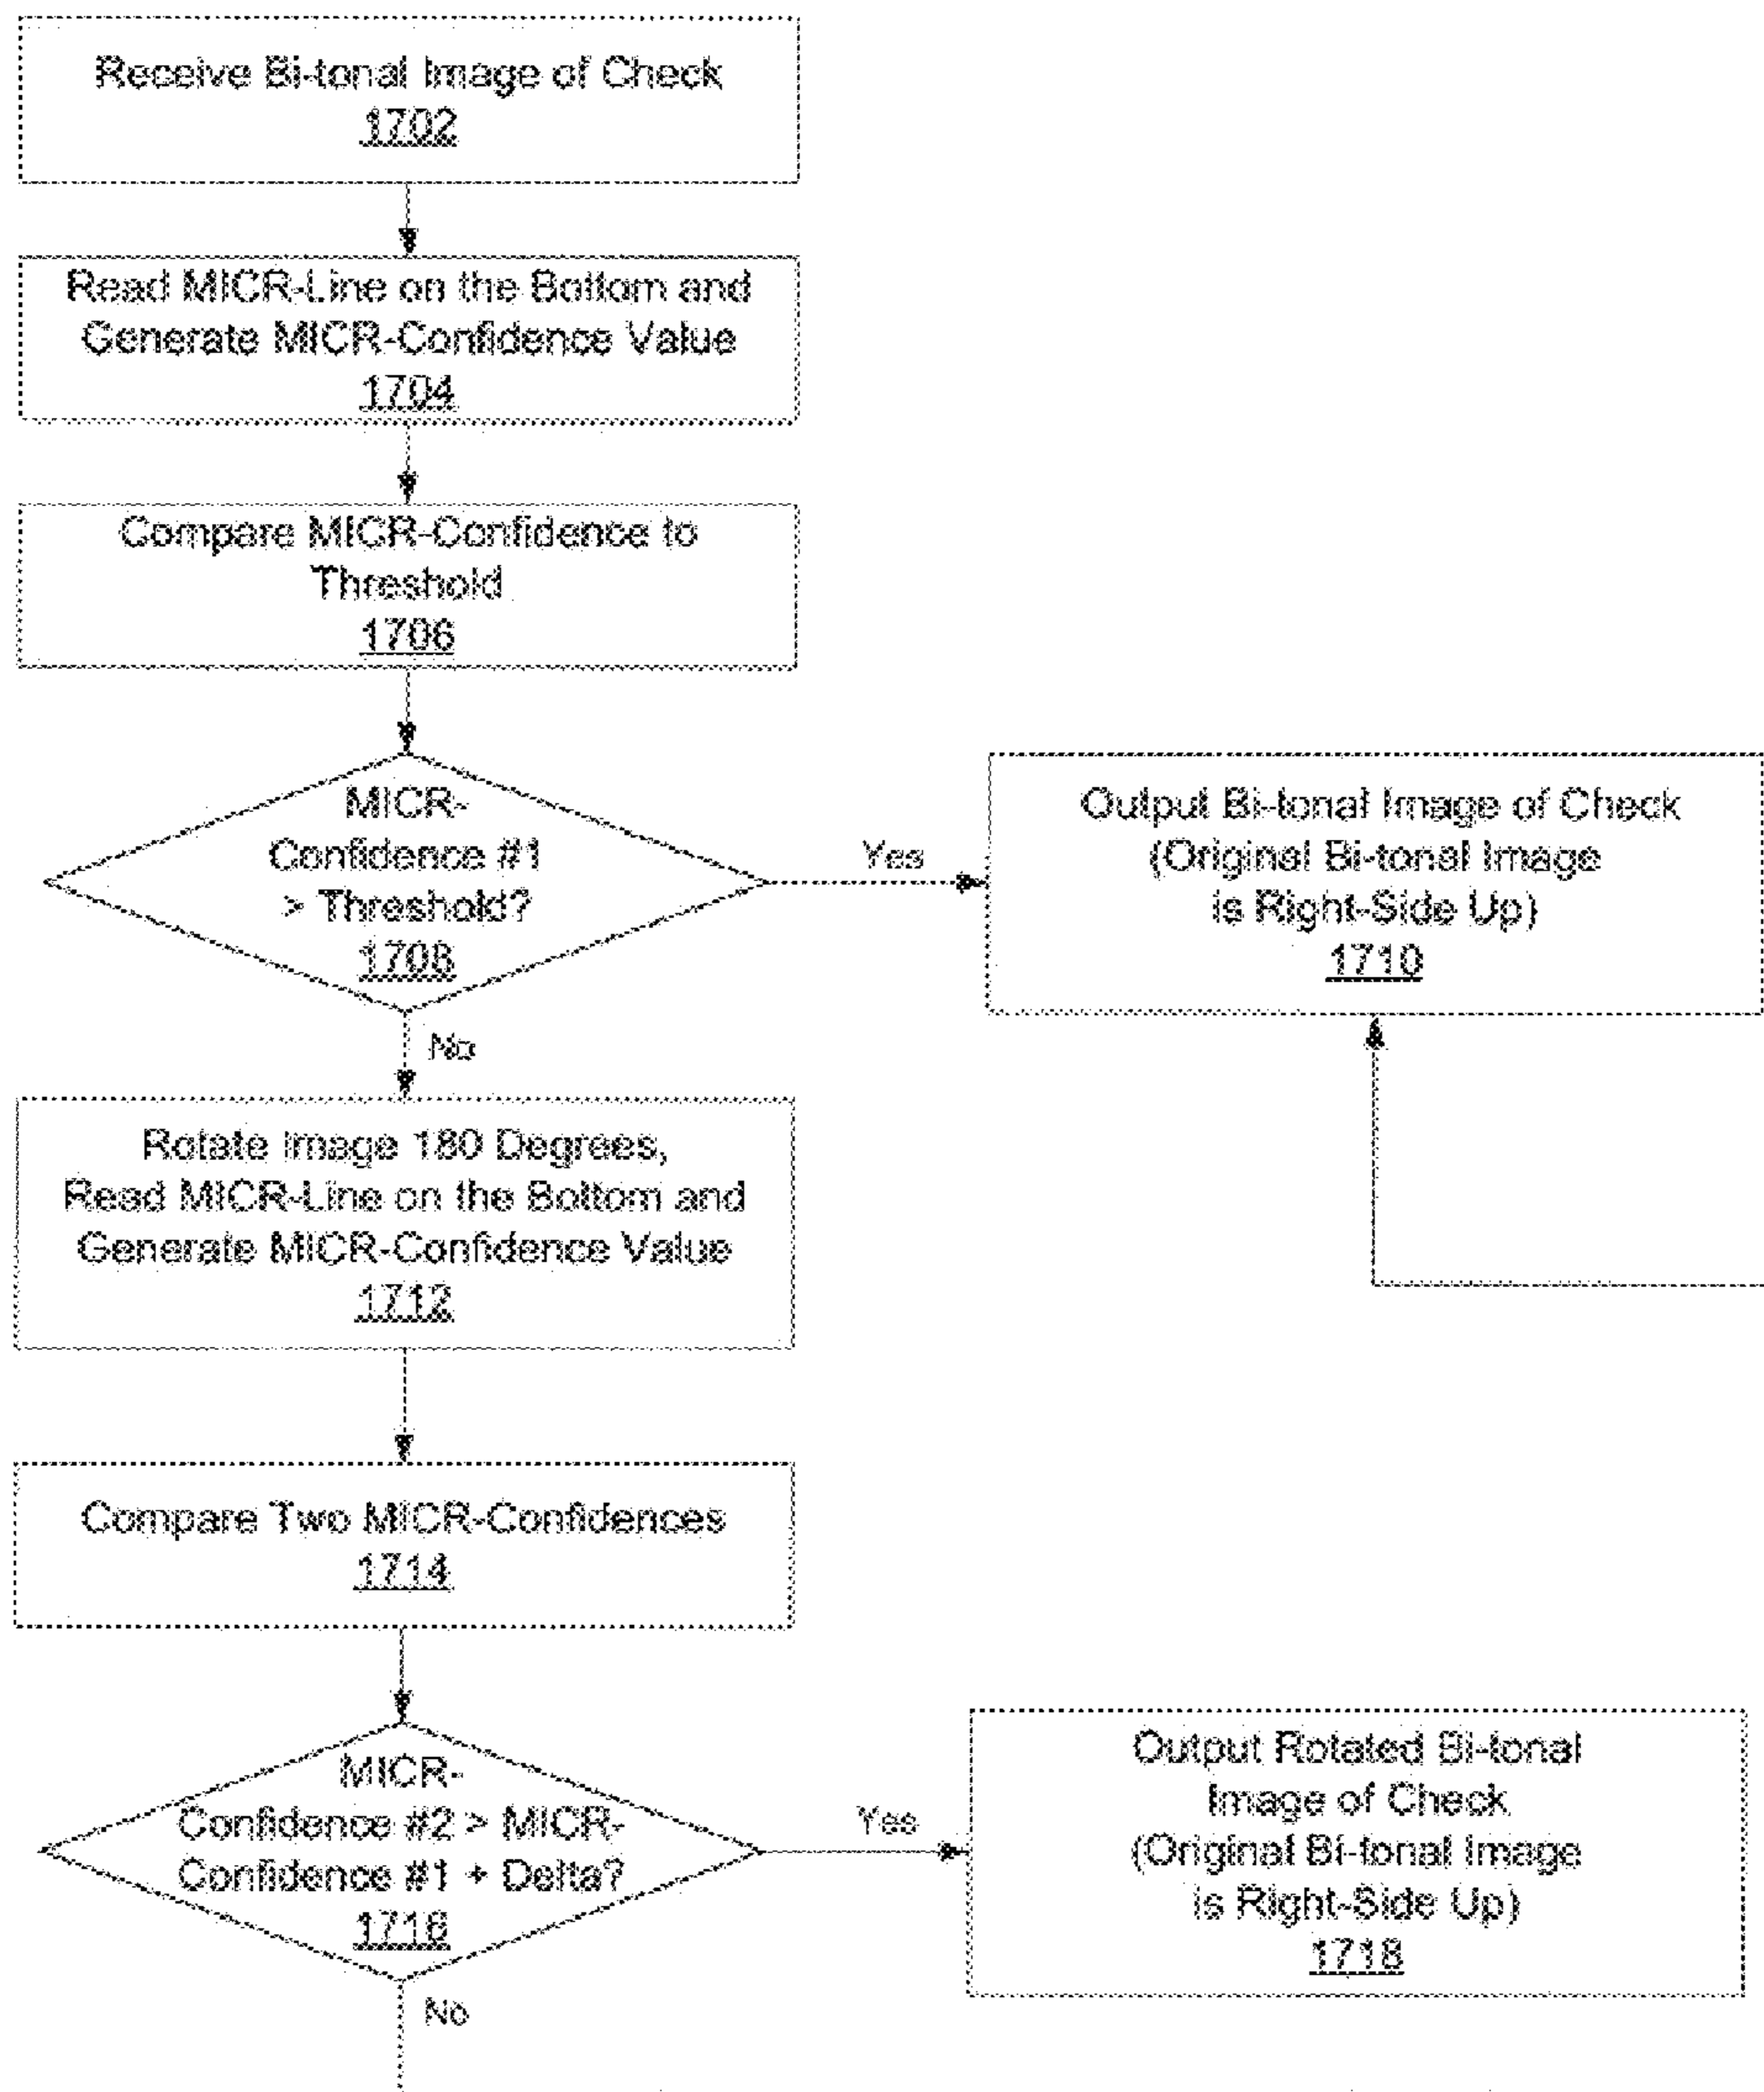 Receive Bi-tonal Image of Check
1702
Read MICR-Line on the Bottom and
Generate MICR-Confidence Value
1704
Compare MICR-Confidence to
Threshold
1706
MICR-
Confidence #1
> Threshold?
1708
Yes
Output Bi-tonal Image of Check
(Original Bi-tonal Image
is Right-Side Up)
1710
No
Rotate Image 180 Degrees,
Read MICR-Line on the Bottom and
Generate MICR-Confidence Value
1712
Compare Two MICR-Confidences
1714
MICR-
Confidence #2 > MICR-
Confidence #1 + Delta?
1716
Yes
Output Rotated Bi-tonal
Image of Check
(Original Bi-tonal Image
is Right-Side Up)
1718
No